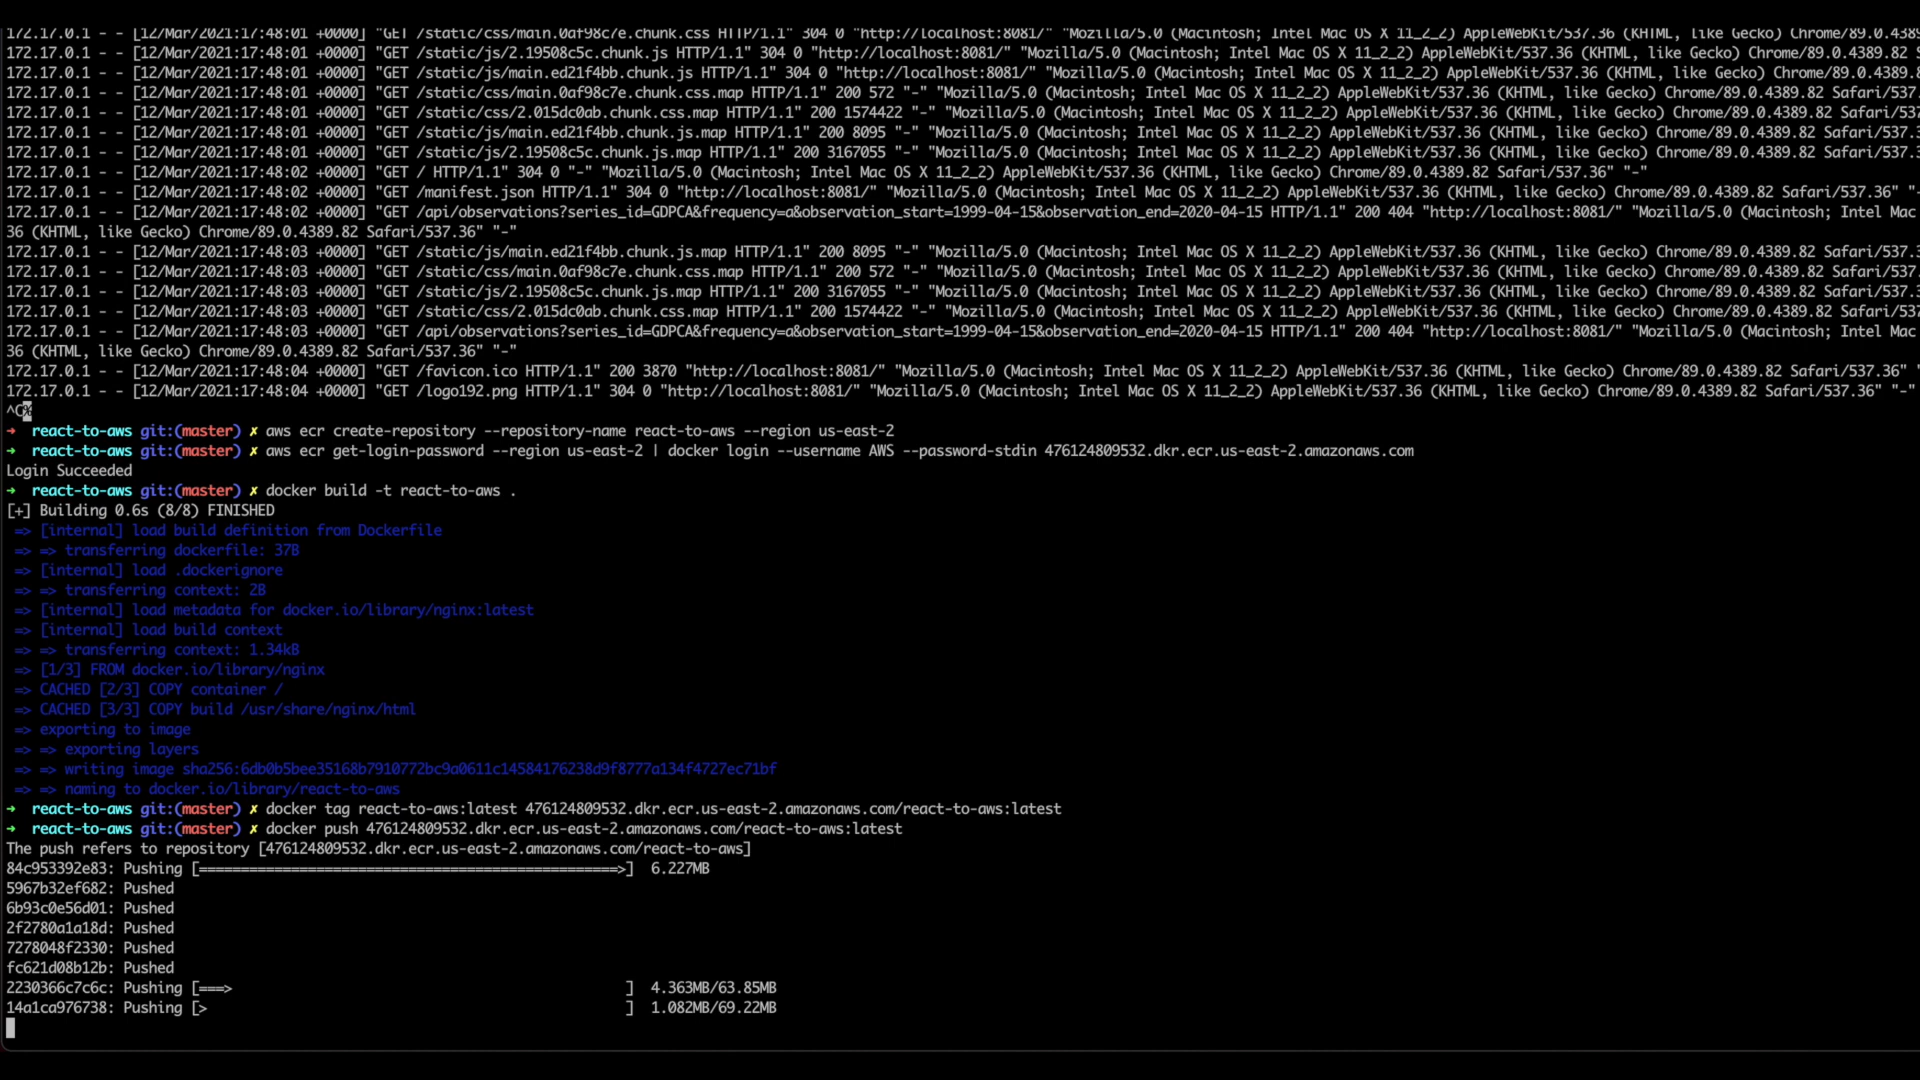 172.17.0.1 - - [12/Mar/2021:17:48:01 +0000] "GET /static/css/main.0af98c7e.chunk.css HTTP/1.1" 304 0 "http://localhost:8081/" "Mozilla/5.0 (Macintosh; Intel Mac OS X 11_2_2) AppleWebKit/537.36 (KHTML, like Gecko) Chrome/89.0.4389
172.17.0.1 - - [12/Mar/2021:17:48:01 +0000] "GET /static/js/2.19508c5c.chunk.js HTTP/1.1" 304 0 "http://localhost:8081/" "Mozilla/5.0 (Macintosh; Intel Mac OS X 11_2_2) AppleWebKit/537.36 (KHTML, like Gecko) Chrome/89.0.4389.82 S
172.17.0.1 - - [12/Mar/2021:17:48:01 +0000] "GET /static/js/main.ed21f4bb.chunk.js HTTP/1.1" 304 0 "http://localhost:8081/" "Mozilla/5.0 (Macintosh; Intel Mac OS X 11_2_2) AppleWebKit/537.36 (KHTML, like Gecko) Chrome/89.0.4389.8
172.17.0.1 - - [12/Mar/2021:17:48:01 +0000] "GET /static/css/main.0af98c7e.chunk.css.map HTTP/1.1" 200 572 "-" "Mozilla/5.0 (Macintosh; Intel Mac OS X 11_2_2) AppleWebKit/537.36 (KHTML, like Gecko) Chrome/89.0.4389.82 Safari/537.
172.17.0.1 - - [12/Mar/2021:17:48:01 +0000] "GET /static/css/2.015dc0ab.chunk.css.map HTTP/1.1" 200 1574422 "-" "Mozilla/5.0 (Macintosh; Intel Mac OS X 11_2_2) AppleWebKit/537.36 (KHTML, like Gecko) Chrome/89.0.4389.82 Safari/537
172.17.0.1 - - [12/Mar/2021:17:48:01 +0000] "GET /static/js/main.ed21f4bb.chunk.js.map HTTP/1.1" 200 8095 "-" "Mozilla/5.0 (Macintosh; Intel Mac OS X 11_2_2) AppleWebKit/537.36 (KHTML, like Gecko) Chrome/89.0.4389.82 Safari/537.3
172.17.0.1 - - [12/Mar/2021:17:48:01 +0000] "GET /static/js/2.19508c5c.chunk.js.map HTTP/1.1" 200 3167055 "-" "Mozilla/5.0 (Macintosh; Intel Mac OS X 11_2_2) AppleWebKit/537.36 (KHTML, like Gecko) Chrome/89.0.4389.82 Safari/537.3
172.17.0.1 - - [12/Mar/2021:17:48:02 +0000] "GET / HTTP/1.1" 304 0 "-" "Mozilla/5.0 (Macintosh; Intel Mac OS X 11_2_2) AppleWebKit/537.36 (KHTML, like Gecko) Chrome/89.0.4389.82 Safari/537.36" "-"
172.17.0.1 - - [12/Mar/2021:17:48:02 +0000] "GET /manifest.json HTTP/1.1" 304 0 "http://localhost:8081/" "Mozilla/5.0 (Macintosh; Intel Mac OS X 11_2_2) AppleWebKit/537.36 (KHTML, like Gecko) Chrome/89.0.4389.82 Safari/537.36" "-
172.17.0.1 - - [12/Mar/2021:17:48:02 +0000] "GET /api/observations?series_id=GDPCA&frequency=a&observation_start=1999-04-15&observation_end=2020-04-15 HTTP/1.1" 200 404 "http://localhost:8081/" "Mozilla/5.0 (Macintosh; Intel Mac
36 (KHTML, like Gecko) Chrome/89.0.4389.82 Safari/537.36" "-"
172.17.0.1 - - [12/Mar/2021:17:48:03 +0000] "GET /static/js/main.ed21f4bb.chunk.js.map HTTP/1.1" 200 8095 "-" "Mozilla/5.0 (Macintosh; Intel Mac OS X 11_2_2) AppleWebKit/537.36 (KHTML, like Gecko) Chrome/89.0.4389.82 Safari/537.3
172.17.0.1 - - [12/Mar/2021:17:48:03 +0000] "GET /static/css/main.0af98c7e.chunk.css.map HTTP/1.1" 200 572 "-" "Mozilla/5.0 (Macintosh; Intel Mac OS X 11_2_2) AppleWebKit/537.36 (KHTML, like Gecko) Chrome/89.0.4389.82 Safari/537.
172.17.0.1 - - [12/Mar/2021:17:48:03 +0000] "GET /static/js/2.19508c5c.chunk.js.map HTTP/1.1" 200 3167055 "-" "Mozilla/5.0 (Macintosh; Intel Mac OS X 11_2_2) AppleWebKit/537.36 (KHTML, like Gecko) Chrome/89.0.4389.82 Safari/537.3
172.17.0.1 - - [12/Mar/2021:17:48:03 +0000] "GET /static/css/2.015dc0ab.chunk.css.map HTTP/1.1" 200 1574422 "-" "Mozilla/5.0 (Macintosh; Intel Mac OS X 11_2_2) AppleWebKit/537.36 (KHTML, like Gecko) Chrome/89.0.4389.82 Safari/537
172.17.0.1 - - [12/Mar/2021:17:48:03 +0000] "GET /api/observations?series_id=GDPCA&frequency=a&observation_start=1999-04-15&observation_end=2020-04-15 HTTP/1.1" 200 404 "http://localhost:8081/" "Mozilla/5.0 (Macintosh; Intel Mac
36 (KHTML, like Gecko) Chrome/89.0.4389.82 Safari/537.36" "-"
172.17.0.1 - - [12/Mar/2021:17:48:04 +0000] "GET /favicon.ico HTTP/1.1" 200 3870 "http://localhost:8081/" "Mozilla/5.0 (Macintosh; Intel Mac OS X 11_2_2) AppleWebKit/537.36 (KHTML, like Gecko) Chrome/89.0.4389.82 Safari/537.36" "
172.17.0.1 - - [12/Mar/2021:17:48:04 +0000] "GET /logo192.png HTTP/1.1" 304 0 "http://localhost:8081/" "Mozilla/5.0 (Macintosh; Intel Mac OS X 11_2_2) AppleWebKit/537.36 (KHTML, like Gecko) Chrome/89.0.4389.82 Safari/537.36" "-"
^C%
➜  react-to-aws git:(master) ✗ aws ecr create-repository --repository-name react-to-aws --region us-east-2
➜  react-to-aws git:(master) ✗ aws ecr get-login-password --region us-east-2 | docker login --username AWS --password-stdin 476124809532.dkr.ecr.us-east-2.amazonaws.com
Login Succeeded
➜  react-to-aws git:(master) ✗ docker build -t react-to-aws .
[+] Building 0.6s (8/8) FINISHED
=> [internal] load build definition from Dockerfile
=> => transferring dockerfile: 37B
=> [internal] load .dockerignore
=> => transferring context: 2B
=> [internal] load metadata for docker.io/library/nginx:latest
=> [internal] load build context
=> => transferring context: 1.34kB
=> [1/3] FROM docker.io/library/nginx
=> CACHED [2/3] COPY container /
=> CACHED [3/3] COPY build /usr/share/nginx/html
=> exporting to image
=> => exporting layers
=> => writing image sha256:6db0b5bee35168b7910772bc9a0611c14584176238d9f8777a134f4727ec71bf
=> => naming to docker.io/library/react-to-aws
➜  react-to-aws git:(master) ✗ docker tag react-to-aws:latest 476124809532.dkr.ecr.us-east-2.amazonaws.com/react-to-aws:latest
➜  react-to-aws git:(master) ✗ docker push 476124809532.dkr.ecr.us-east-2.amazonaws.com/react-to-aws:latest
The push refers to repository [476124809532.dkr.ecr.us-east-2.amazonaws.com/react-to-aws]
84c953392e83: Pushing [==================================================>]  6.227MB
5967b32ef682: Pushed
6b93c0e56d01: Pushed
2f2780a1a18d: Pushed
7278048f2330: Pushed
fc621d08b12b: Pushed
2230366c7c6c: Pushing [===>                                               ]  4.363MB/63.85MB
14a1ca976738: Pushing [>                                                  ]  1.082MB/69.22MB